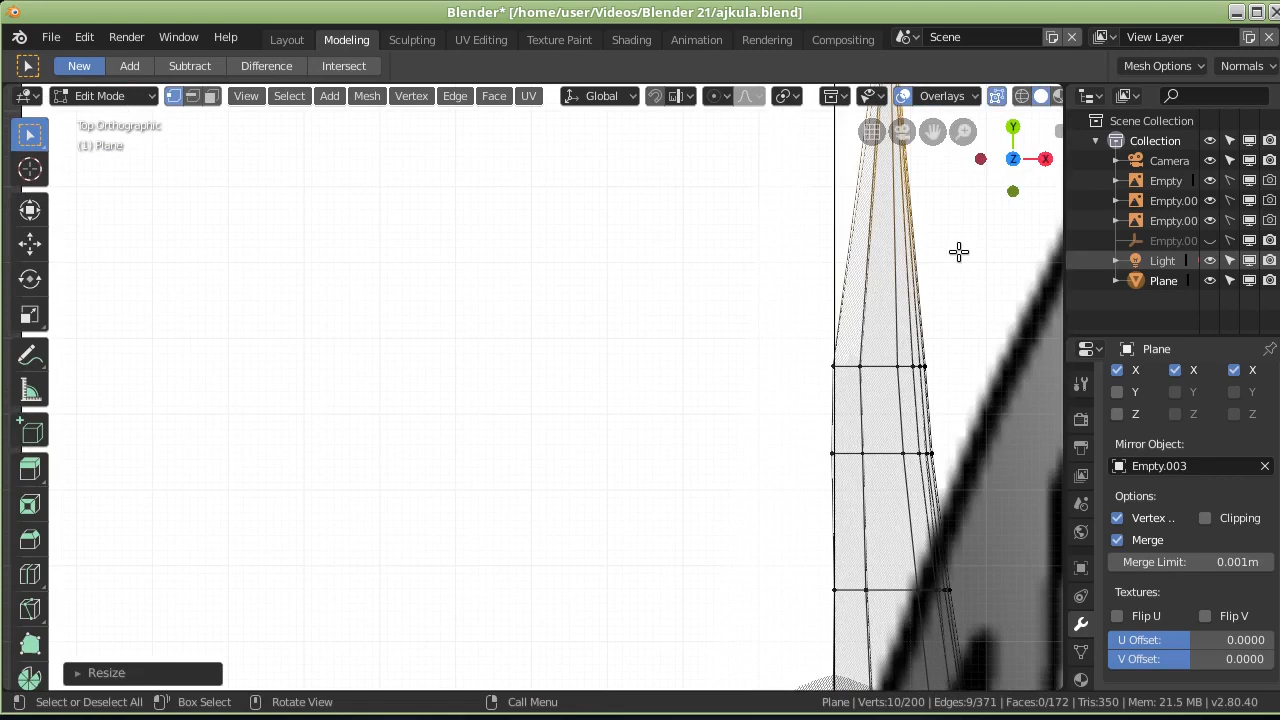 Blender* [/home/user/Videos/Blender 21/ajkula.blend]
File Edit Render Window Help Layout Modeling Sculpting UV Editing Texture Paint Shading Animation Rendering Compositing Scene View Layer
New Add Subtract Difference Intersect Mesh Options Normals
Edit Mode View Select Add Mesh Vertex Edge Face UV Global Overlays
Top Orthographic
(1) Plane
Y
Z X
Scene Collection
Collection
Camera
Empty
Empty.00
Empty.00
Empty.00
Light
Plane
Plane
X X X
Y Y Y
Z Z Z
Mirror Object:
Empty.003
Options:
Vertex .. Clipping
Merge
Merge Limit: 0.001m
Textures:
Flip U Flip V
U Offset: 0.0000
V Offset: 0.0000
Resize
Select or Deselect All Box Select Rotate View Call Menu Plane | Verts:10/200 | Edges:9/371 | Faces:0/172 | Tris:350 | Mem: 21.5 MB | v2.80.40